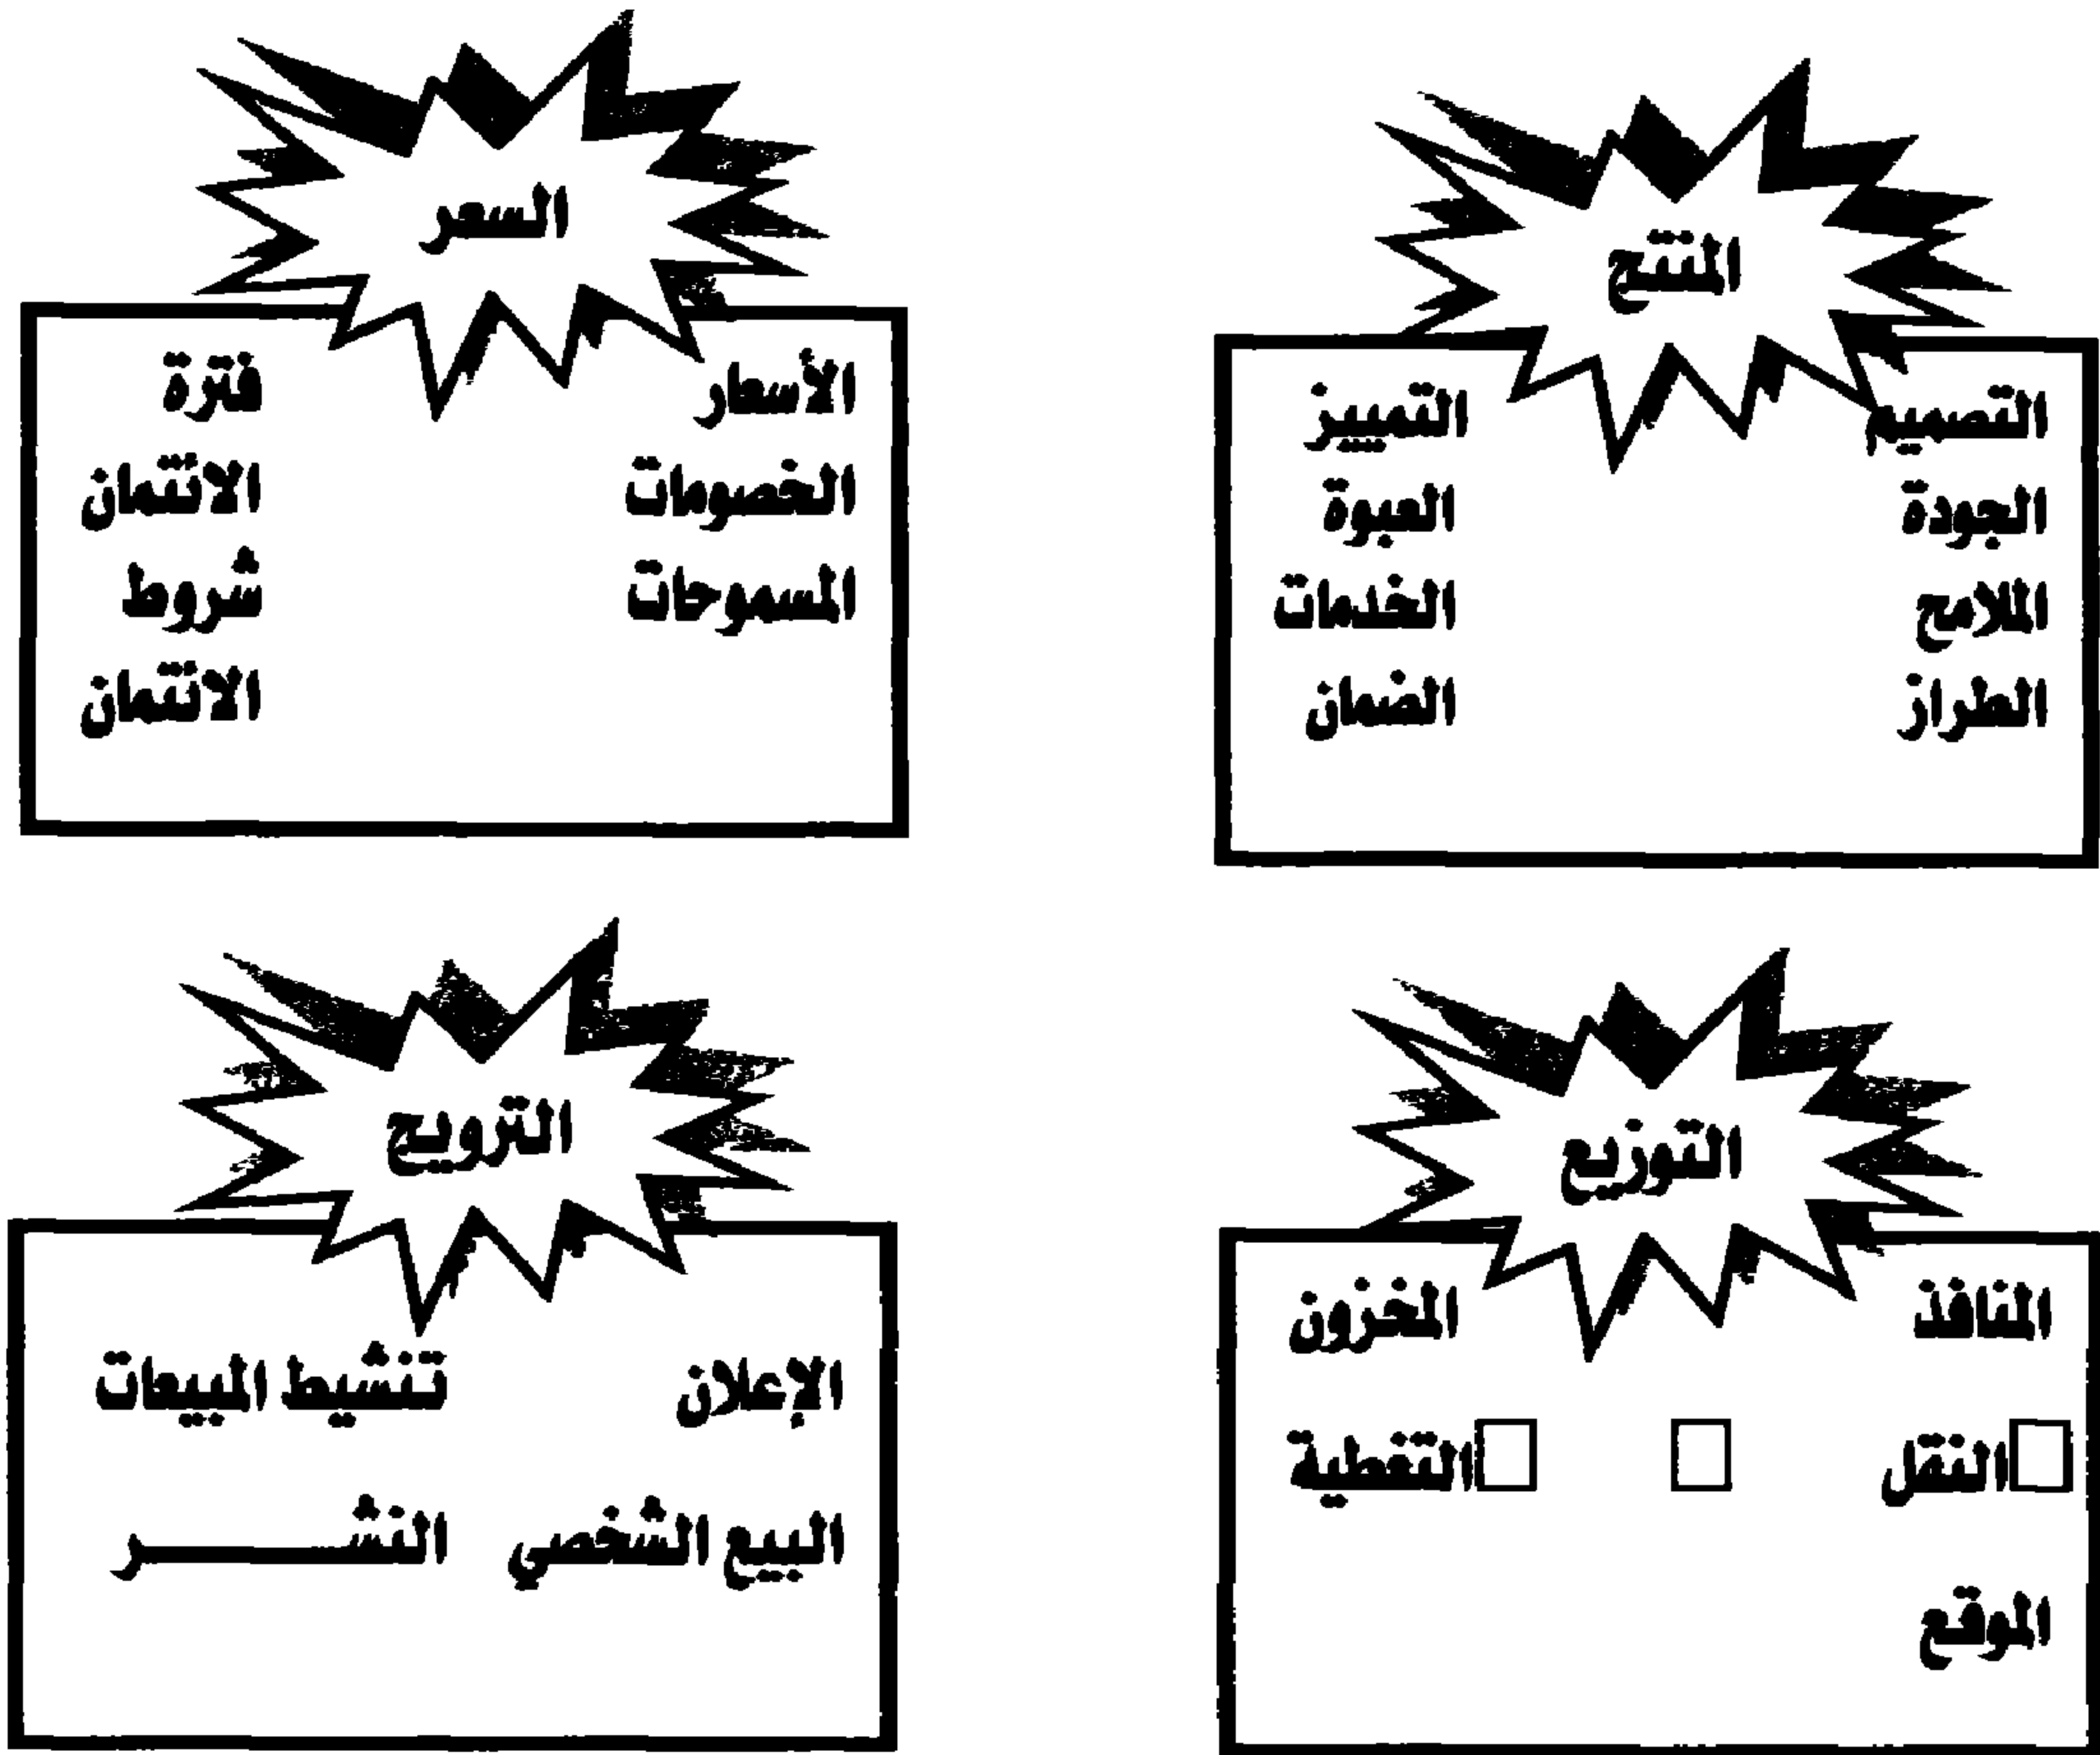 المنتج
التصميم التمييز
الجودة العبوة
الملامح الخدمات
الطراز الضمان
السعر
الأسعار فترة
الخصومات الائتمان
المسموحات شروط
الائتمان
التوزيع
المنافذ المخزون
النقل التغطية
الموقع
الترويج
الإعلان تنشيط المبيعات
البيع الشخصي النشر